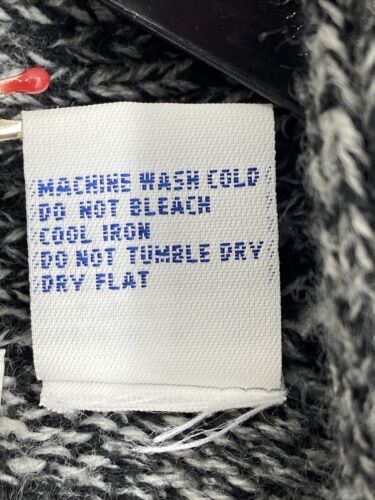 MACHINE WASH COLD
DO NOT BLEACH
COOL IRON
DO NOT TUMBLE DRY
DRY FLAT